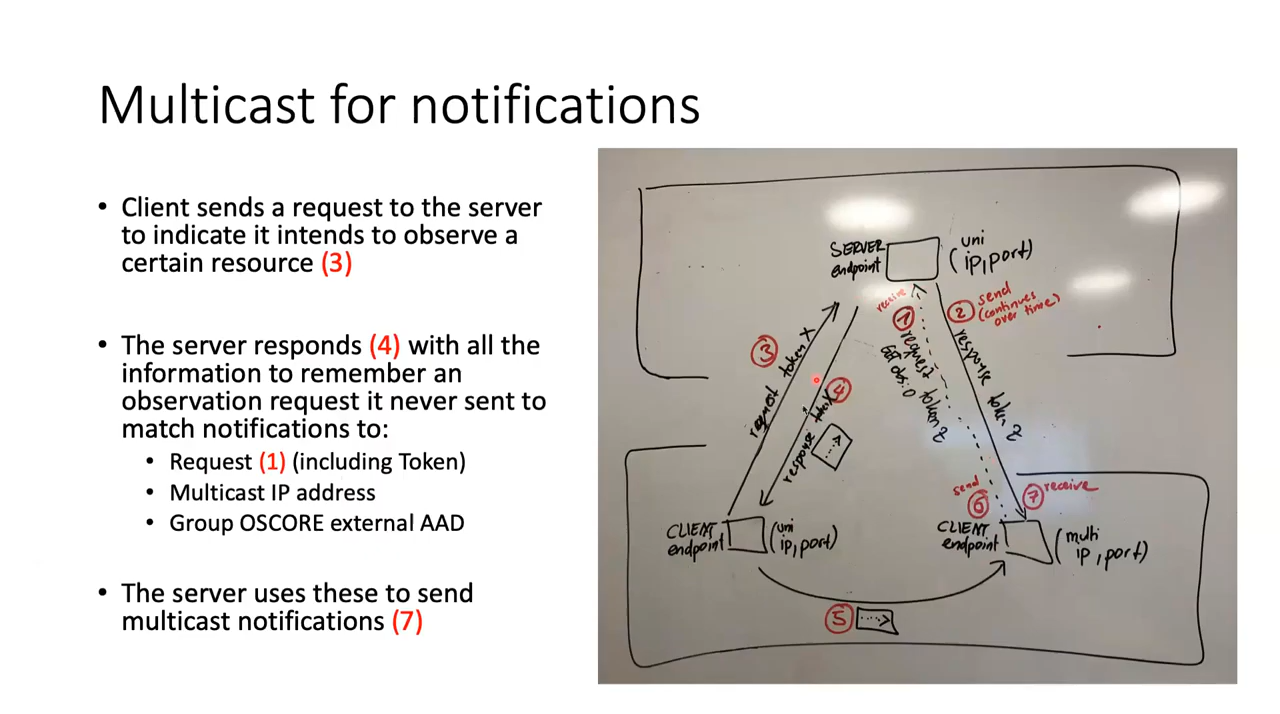 Multicast for notifications
• Client sends a request to the server
to indicate it intends to observe a
certain resource (3)
• The server responds (4) with all the
information to remember an
observation request it never sent to
match notifications to:
• Request (1) (including Token)
• Multicast IP address
• Group OSCORE external AAD
• The server uses these to send
multicast notifications (7)
SERVER
endpoint
(uni
ip,port)
receive
1
request token Z
GET obs:0
2 send
(continues
over time)
response token Z
3
request token X
4
response token X
send
6
7 receive
CLIENT
endpoint
(uni
ip,port)
CLIENT
endpoint
(multi
ip,port)
5